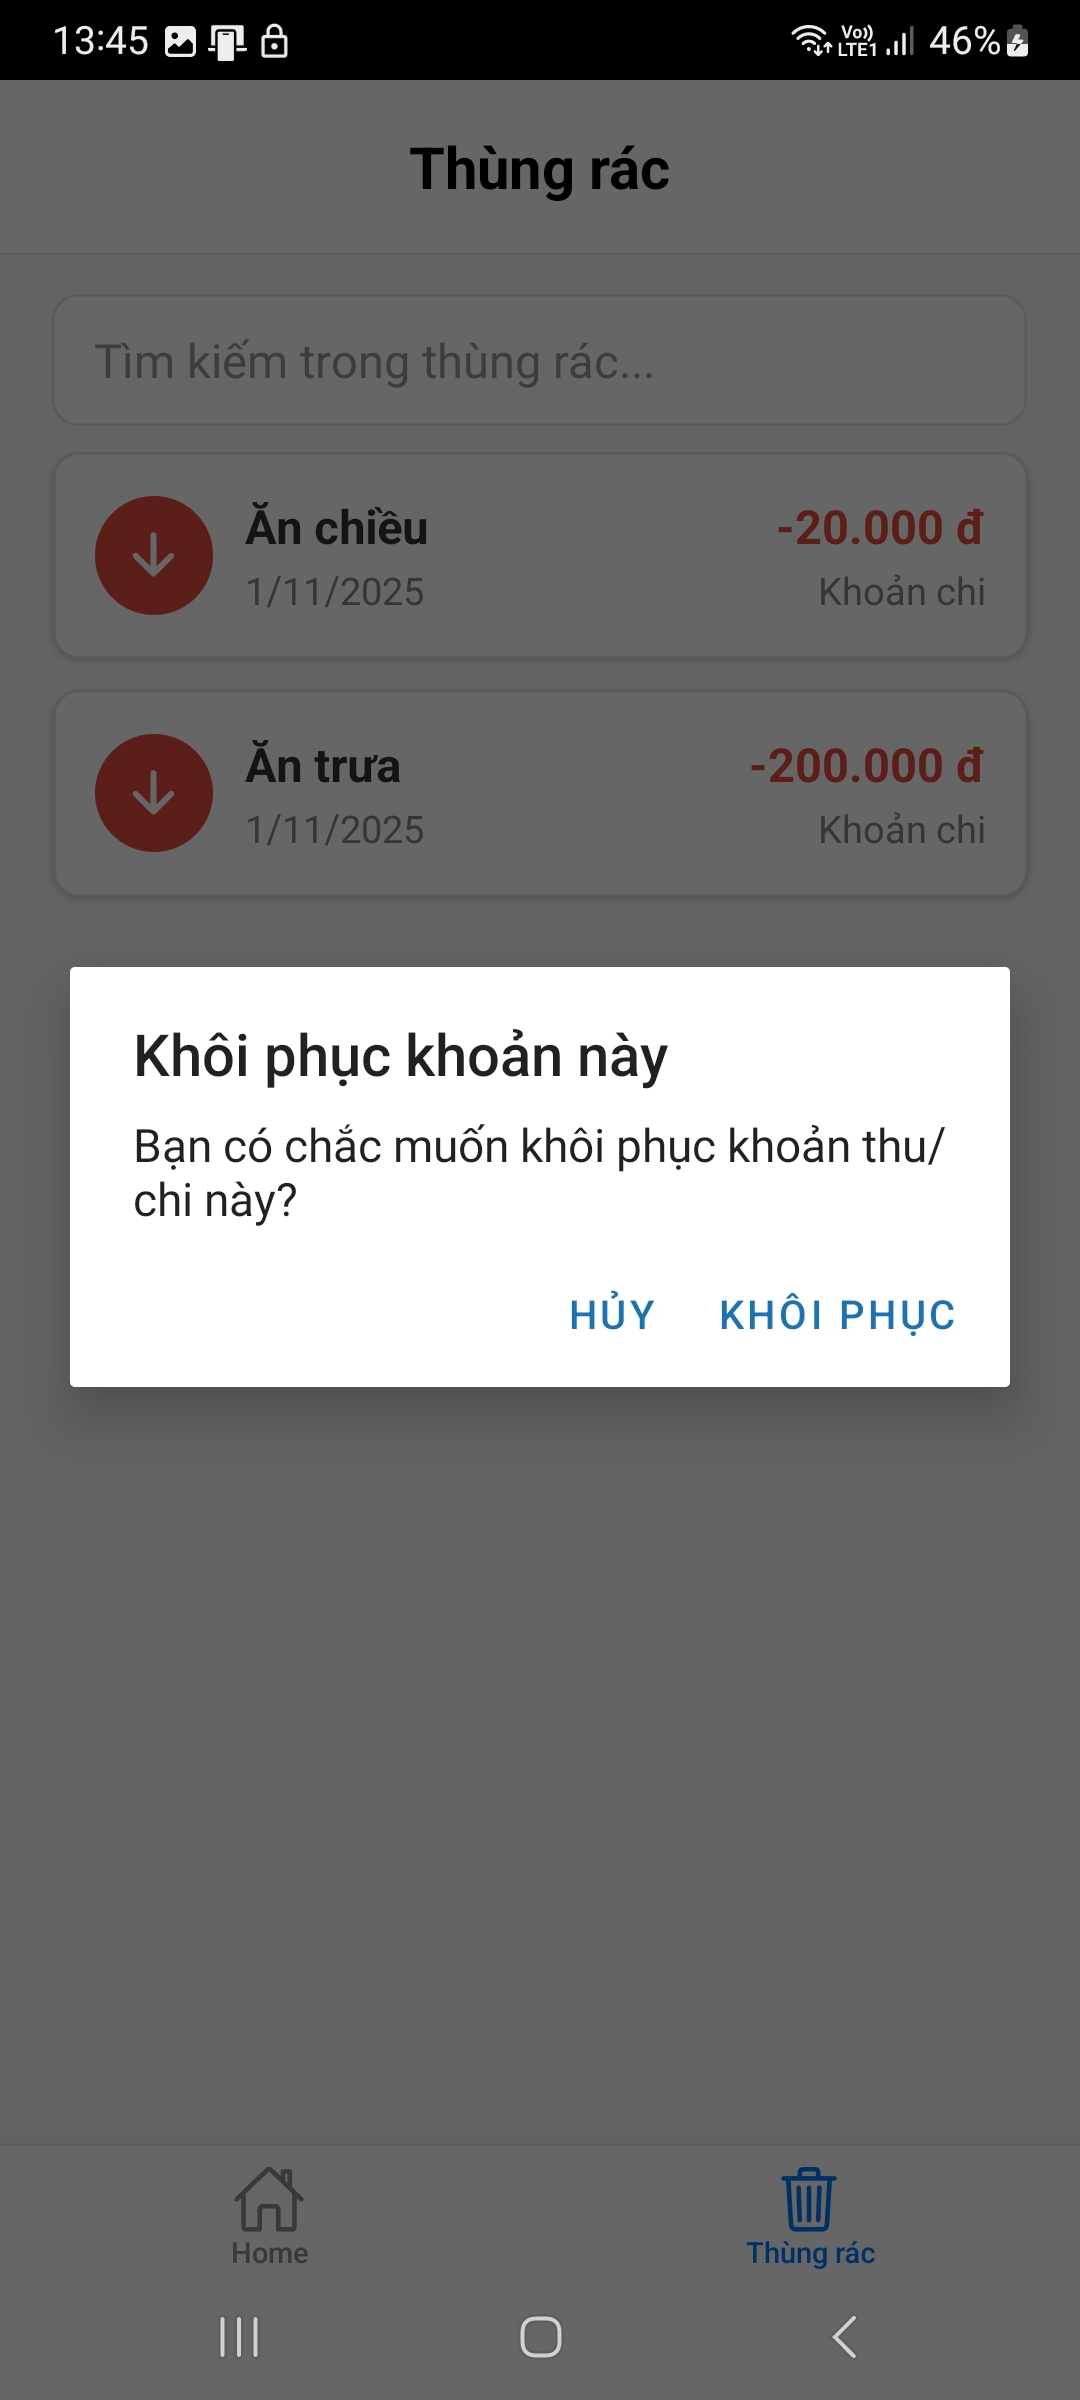 13:45
Vo))
LTE1
46%
Thùng rác
Tìm kiếm trong thùng rác...
Ăn chiều
-20.000 đ
1/11/2025
Khoản chi
Ăn trưa
-200.000 đ
1/11/2025
Khoản chi
Khôi phục khoản này
Bạn có chắc muốn khôi phục khoản thu/
chi này?
HỦY KHÔI PHỤC
Home
Thùng rác